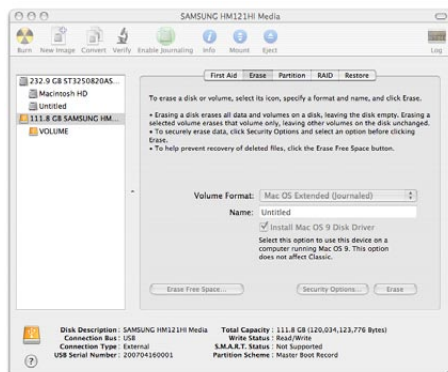 SAMSUNG HM121HI Media
Burn New Image Convert Verify Enable Journaling Info Mount Eject Log
232.9 GB ST3250820AS...
Macintosh HD
Untitled
111.8 GB SAMSUNG HM...
VOLUME
First Aid Erase Partition RAID Restore
To erase a disk or volume, select its icon, specify a format and name, and click Erase.
• Erasing a disk erases all data and volumes on a disk, leaving the disk empty. Erasing a
selected volume erases that volume only, leaving other volumes on the disk unchanged.
• To securely erase data, click Security Options and select an option before clicking
Erase.
• To help prevent recovery of deleted files, click the Erase Free Space button.
Volume Format: Mac OS Extended (Journaled)
Name: Untitled
Install Mac OS 9 Disk Driver
Select this option to use this device on a
computer running Mac OS 9. This option
does not affect Classic.
Erase Free Space... Security Options... Erase
Disk Description : SAMSUNG HM121HI Media Total Capacity : 111.8 GB (120,034,123,776 Bytes)
Connection Bus : USB Write Status : Read/Write
Connection Type : External S.M.A.R.T. Status : Not Supported
USB Serial Number : 200704160001 Partition Scheme : Master Boot Record
?